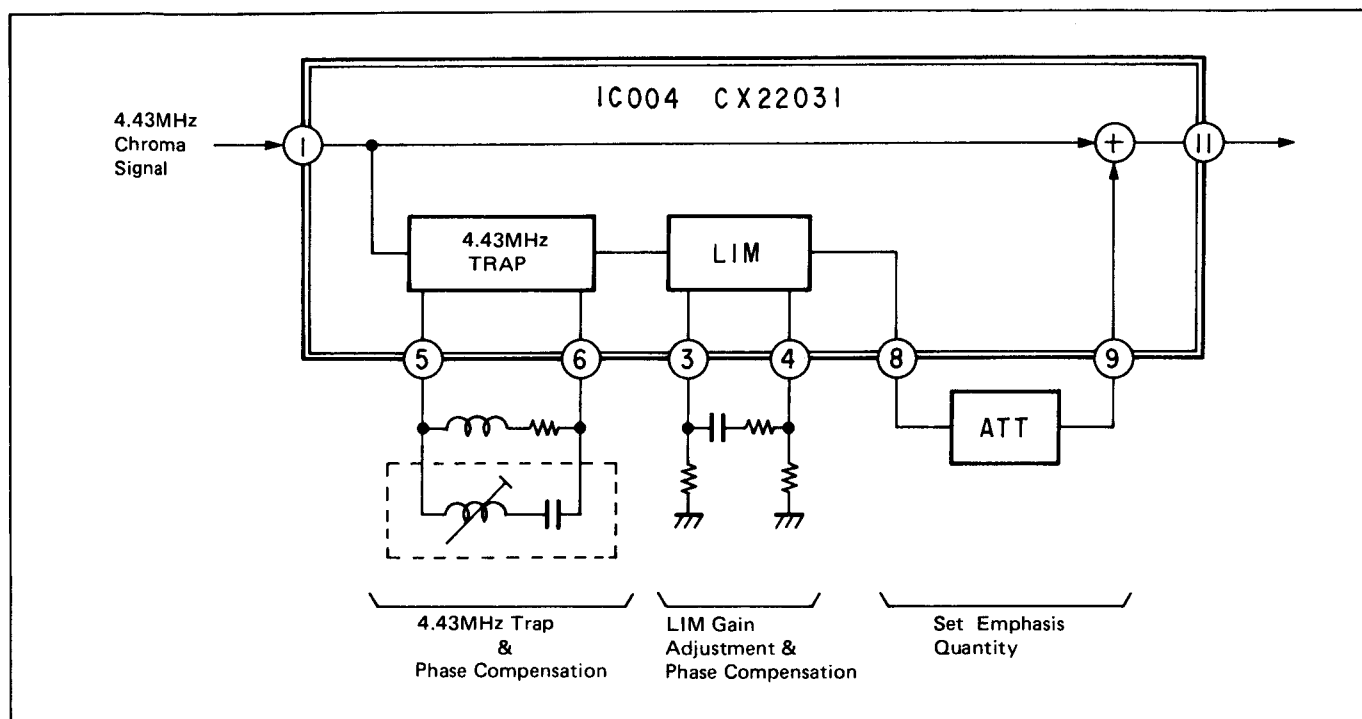 IC004 CX22031
4.43MHz
Chroma
Signal
1
+
11
4.43MHz
TRAP
LIM
5
6
3
4
8
9
ATT
4.43MHz Trap
&
Phase Compensation
LIM Gain
Adjustment &
Phase Compensation
Set Emphasis
Quantity